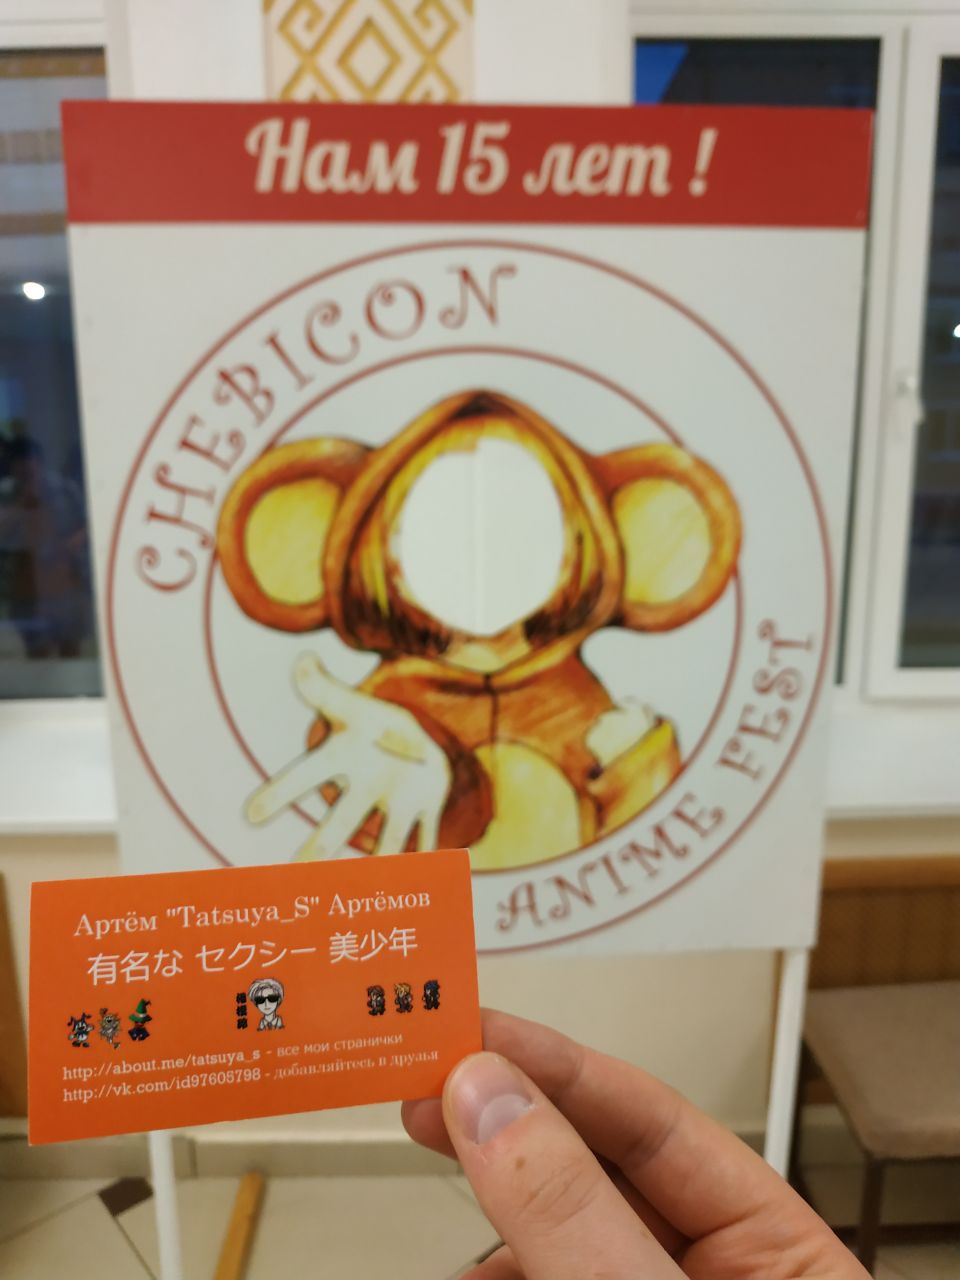 Нам 15 лет !
CHEBICON
ANIME FEST
Артём "Tatsuya_S" Артёмов
有名な セクシー 美少年
http://about.me/tatsuya_s - все мои странички
http://vk.com/id97605798 - добавляйтесь в друзья